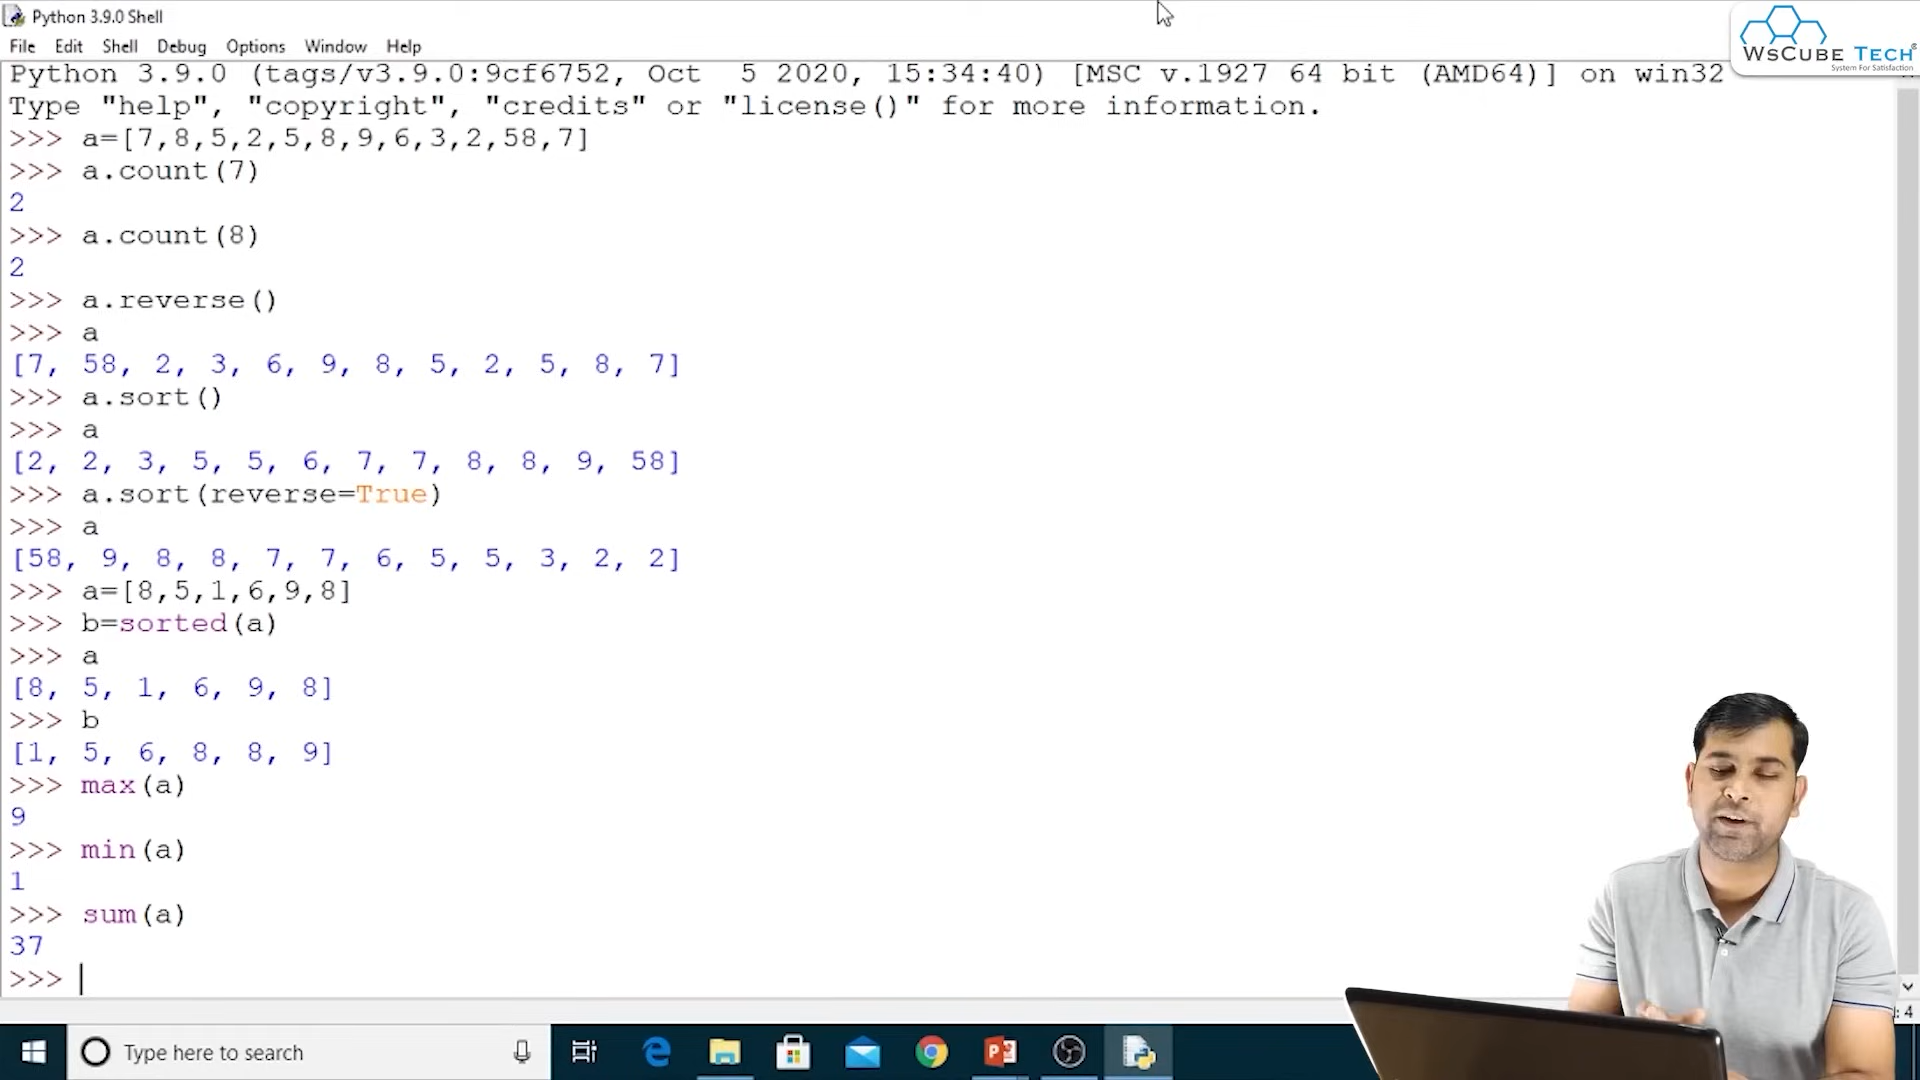 Python 3.9.0 Shell
WsCube Tech
System For Satisfaction
File Edit Shell Debug Options Window Help
Python 3.9.0 (tags/v3.9.0:9cf6752, Oct  5 2020, 15:34:40) [MSC v.1927 64 bit (AMD64)] on win32
Type "help", "copyright", "credits" or "license()" for more information.
>>> a=[7,8,5,2,5,8,9,6,3,2,58,7]
>>> a.count(7)
2
>>> a.count(8)
2
>>> a.reverse()
>>> a
[7, 58, 2, 3, 6, 9, 8, 5, 2, 5, 8, 7]
>>> a.sort()
>>> a
[2, 2, 3, 5, 5, 6, 7, 7, 8, 8, 9, 58]
>>> a.sort(reverse=True)
>>> a
[58, 9, 8, 8, 7, 7, 6, 5, 5, 3, 2, 2]
>>> a=[8,5,1,6,9,8]
>>> b=sorted(a)
>>> a
[8, 5, 1, 6, 9, 8]
>>> b
[1, 5, 6, 8, 8, 9]
>>> max(a)
9
>>> min(a)
1
>>> sum(a)
37
>>>
: 4
Type here to search